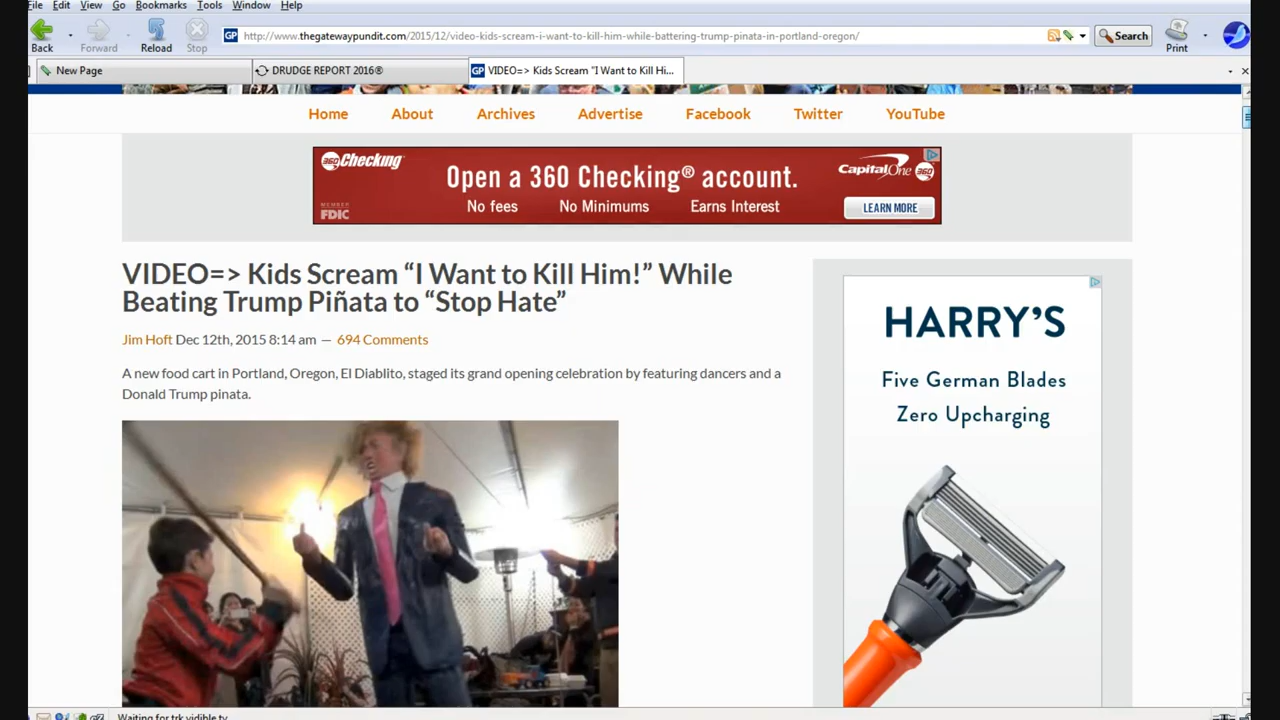 File Edit View Go Bookmarks Tools Window Help
Back Forward Reload Stop
GP http://www.thegatewaypundit.com/2015/12/video-kids-scream-i-want-to-kill-him-while-battering-trump-pinata-in-portland-oregon/ Search Print
New Page DRUDGE REPORT 2016® GP VIDEO=> Kids Scream "I Want to Kill Hi...
Home About Archives Advertise Facebook Twitter YouTube
360 Checking®
Open a 360 Checking® account.
Capital One 360
No fees No Minimums Earns Interest
MEMBER
FDIC
LEARN MORE
VIDEO=> Kids Scream “I Want to Kill Him!” While
Beating Trump Piñata to “Stop Hate”
Jim Hoft Dec 12th, 2015 8:14 am — 694 Comments
A new food cart in Portland, Oregon, El Diablito, staged its grand opening celebration by featuring dancers and a
Donald Trump pinata.
HARRY'S
Five German Blades
Zero Upcharging
Waiting for trk.vidible.tv